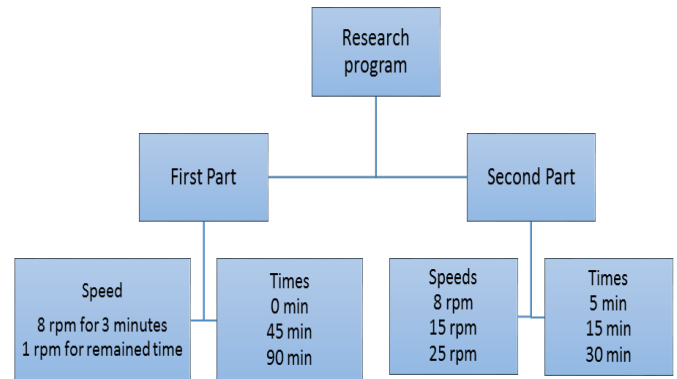 Research
program
First Part
Second Part
Speed
8 rpm for 3 minutes
1 rpm for remained time
Times
0 min
45 min
90 min
Speeds
8 rpm
15 rpm
25 rpm
Times
5 min
15 min
30 min